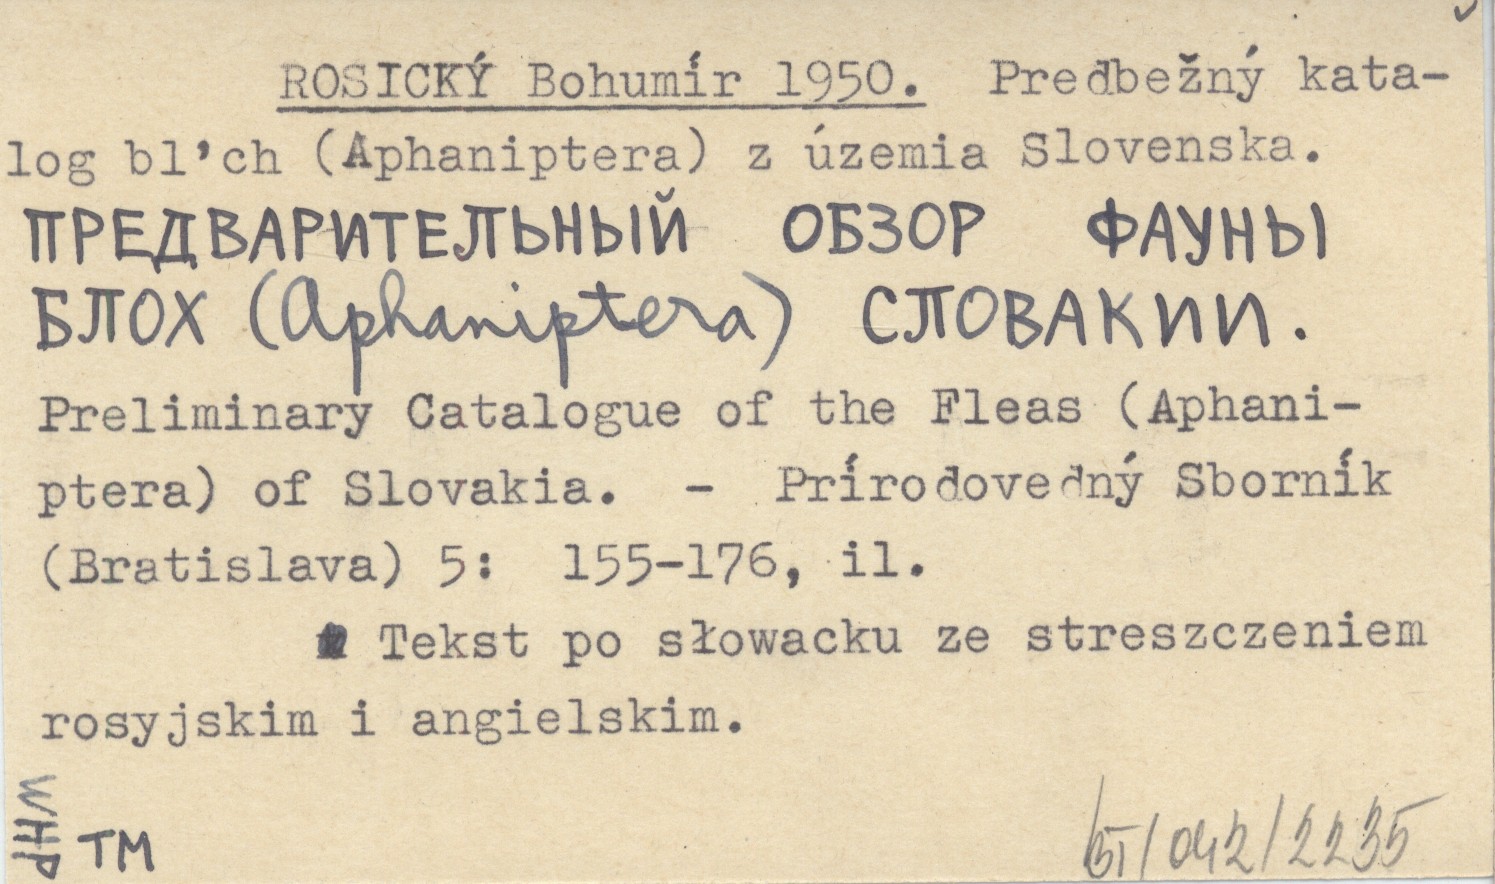 ROSICKÝ Bohumír 1950. Predbežný kata-
log bl'ch (Aphaniptera) z územia Slovenska.
ПРЕДВАРИТЕЛЬНЫЙ ОБЗОР ФАУНЫ
БЛОХ (Aphaniptera) СЛОВАКИИ.
Preliminary Catalogue of the Fleas (Aphani-
ptera) of Slovakia. - Prírodovedný Sborník
(Bratislava) 5: 155-176, il.
Tekst po słowacku ze streszczeniem
rosyjskim i angielskim.
WHP
TM
/042/2235